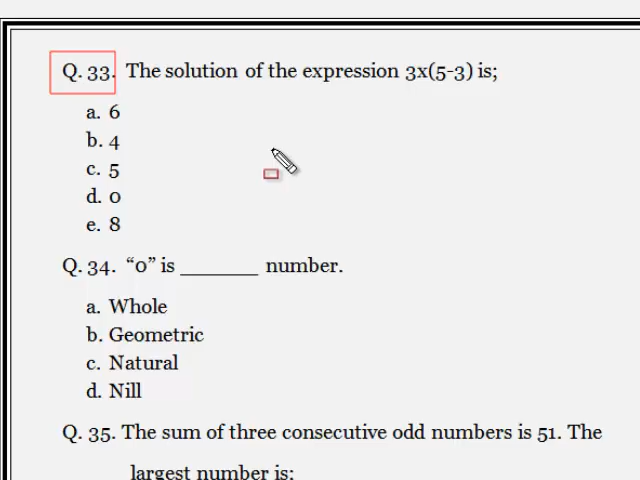 Q. 33. The solution of the expression 3x(5-3) is;
a. 6
b. 4
c. 5
d. 0
e. 8
Q. 34. “0” is ______ number.
a. Whole
b. Geometric
c. Natural
d. Nill
Q. 35. The sum of three consecutive odd numbers is 51. The
largest number is;